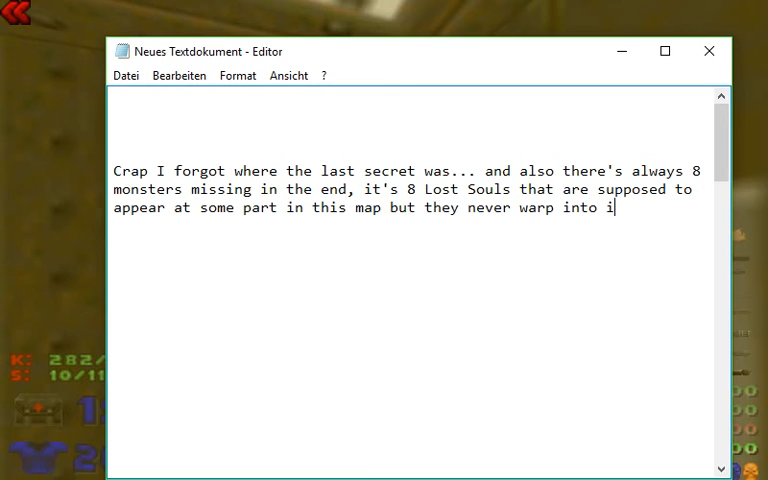 Neues Textdokument - Editor
Datei Bearbeiten Format Ansicht ?
Crap I forgot where the last secret was... and also there's always 8
monsters missing in the end, it's 8 Lost Souls that are supposed to
appear at some part in this map but they never warp into i
K: 282/
S: 10/11